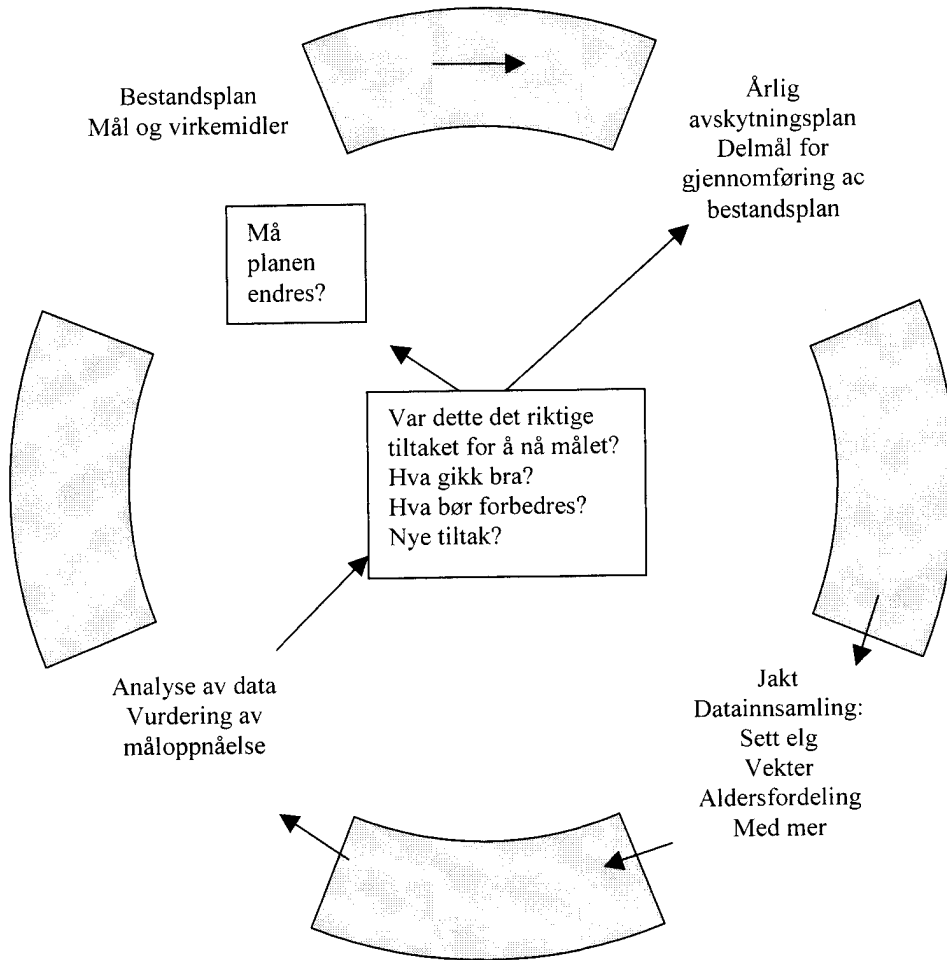 Bestandsplan
Mål og virkemidler
Årlig
avskytningsplan
Delmål for
gjennomføring ac
bestandsplan
Må
planen
endres?
Var dette det riktige
tiltaket for å nå målet?
Hva gikk bra?
Hva bør forbedres?
Nye tiltak?
Analyse av data
Vurdering av
måloppnåelse
Jakt
Datainnsamling:
Sett elg
Vekter
Aldersfordeling
Med mer